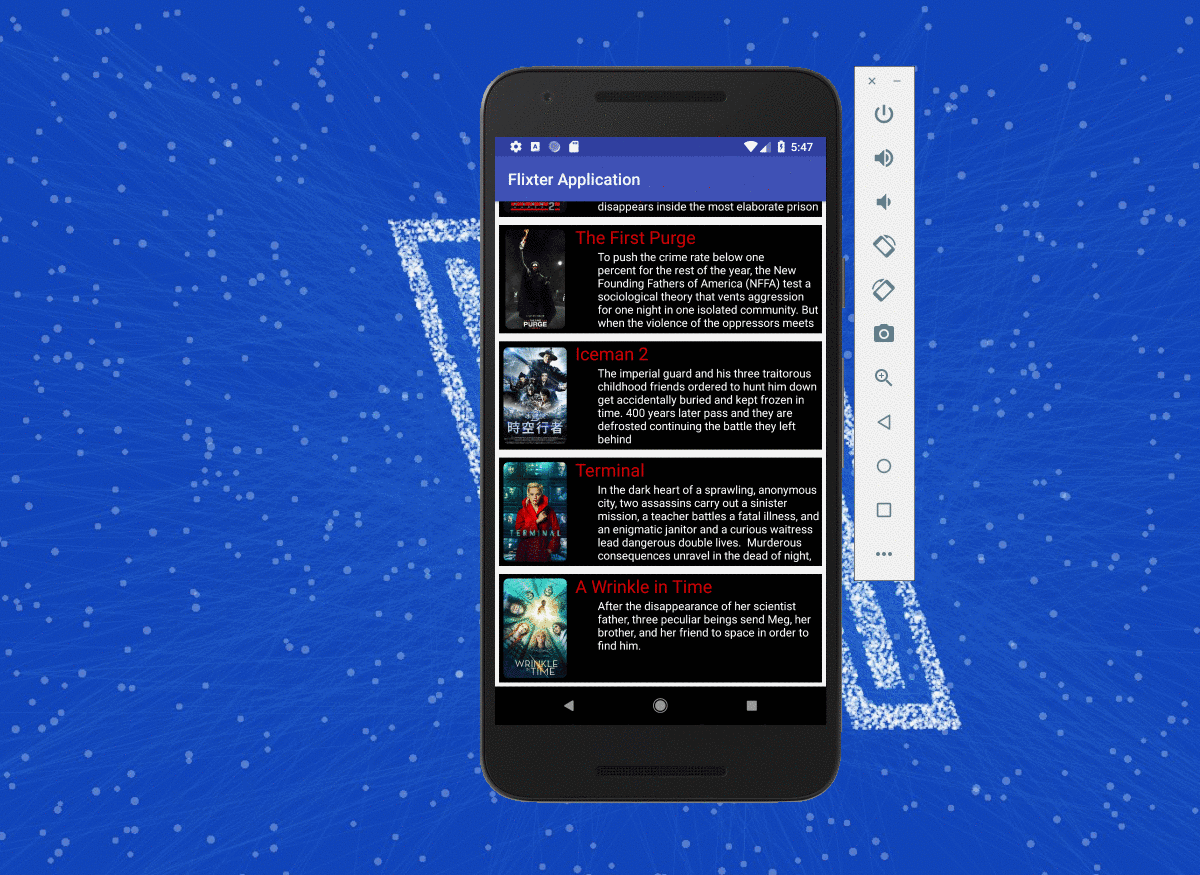 5:47
Flixter Application
2
disappears inside the most elaborate prison
The First Purge
To push the crime rate below one
percent for the rest of the year, the New
Founding Fathers of America (NFFA) test a
sociological theory that vents aggression
for one night in one isolated community. But
when the violence of the oppressors meets
PURGE
Iceman 2
The imperial guard and his three traitorous
childhood friends ordered to hunt him down
get accidentally buried and kept frozen in
time. 400 years later pass and they are
defrosted continuing the battle they left
behind
時空行者
Terminal
In the dark heart of a sprawling, anonymous
city, two assassins carry out a sinister
mission, a teacher battles a fatal illness, and
an enigmatic janitor and a curious waitress
lead dangerous double lives.  Murderous
consequences unravel in the dead of night,
TERMINAL
A Wrinkle in Time
After the disappearance of her scientist
father, three peculiar beings send Meg, her
brother, and her friend to space in order to
find him.
WRINKLE
TIME